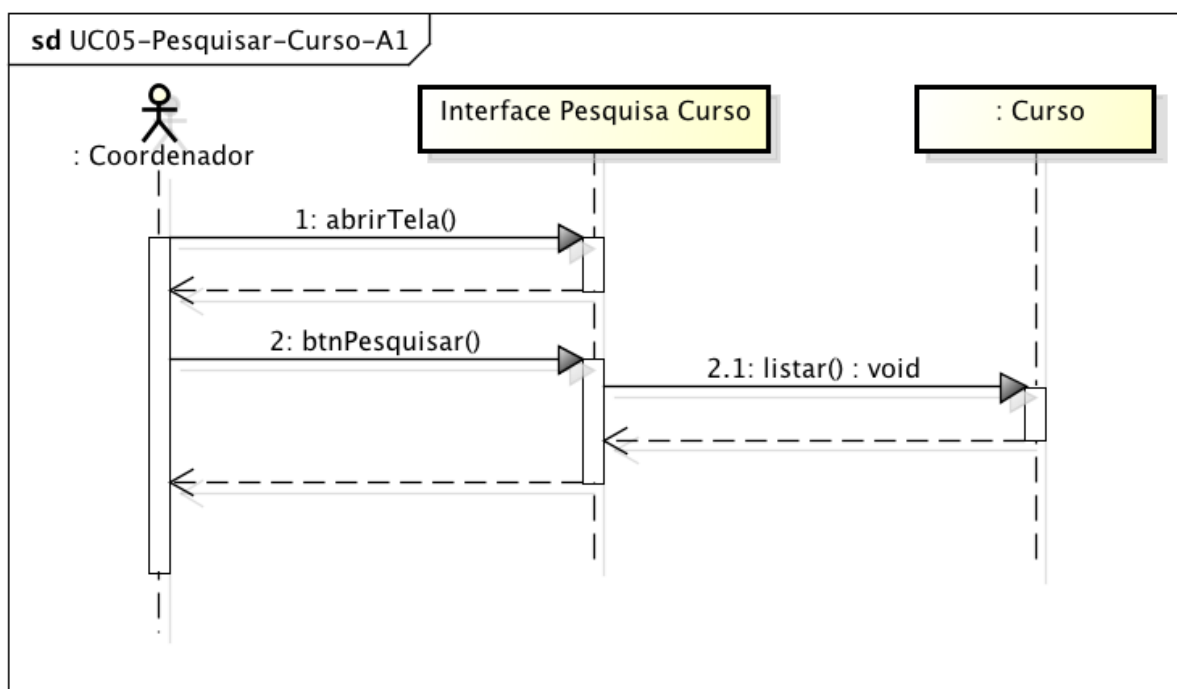 sd UC05-Pesquisar-Curso-A1
Interface Pesquisa Curso
: Curso
: Coordenador
1: abrirTela()
2: btnPesquisar()
2.1: listar() : void